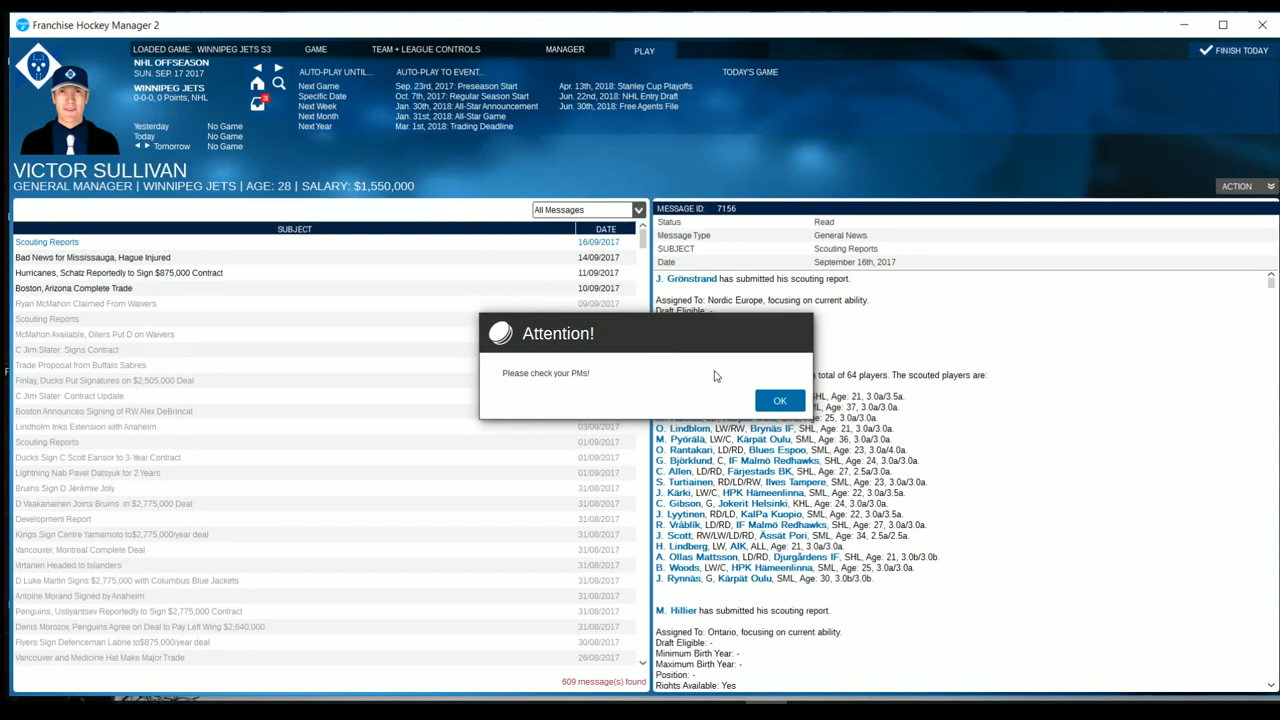 Franchise Hockey Manager 2
LOADED GAME: WINNIPEG JETS S3 GAME TEAM + LEAGUE CONTROLS MANAGER PLAY FINISH TODAY
NHL OFFSEASON
SUN. SEP. 17 2017
WINNIPEG JETS
0-0-0, 0 Points, NHL
3
Yesterday No Game
Today No Game
Tomorrow No Game
AUTO-PLAY UNTIL...
Next Game
Specific Date
Next Week
Next Month
Next Year
AUTO-PLAY TO EVENT...
Sep. 23rd, 2017: Preseason Start
Oct. 7th, 2017: Regular Season Start
Jan. 30th, 2018: All-Star Announcement
Jan. 31st, 2018: All-Star Game
Mar. 1st, 2018: Trading Deadline
Apr. 13th, 2018: Stanley Cup Playoffs
Jun. 22nd, 2018: NHL Entry Draft
Jun. 30th, 2018: Free Agents File
TODAY'S GAME
VICTOR SULLIVAN
GENERAL MANAGER | WINNIPEG JETS | AGE: 28 | SALARY: $1,550,000
ACTION
All Messages
SUBJECT DATE
Scouting Reports 16/09/2017
Bad News for Mississauga, Hague Injured 14/09/2017
Hurricanes, Schatz Reportedly to Sign $875,000 Contract 11/09/2017
Boston, Arizona Complete Trade 10/09/2017
Ryan McMahon Claimed From Waivers 09/09/2017
Scouting Reports
McMahon Available, Oilers Put D on Waivers
C Jim Slater: Signs Contract
Trade Proposal from Buffalo Sabres
Finlay, Ducks Put Signatures on $2,505,000 Deal
C Jim Slater: Contract Update
Boston Announces Signing of RW Alex DeBrincat
Lindholm Inks Extension with Anaheim 03/09/2017
Scouting Reports 01/09/2017
Ducks Sign C Scott Eansor to 3-Year Contract 01/09/2017
Lightning Nab Pavel Datsyuk for 2 Years 01/09/2017
Bruins Sign D Jérémie Joly 31/08/2017
D Vaakanainen Joins Bruins in $2,775,000 Deal 31/08/2017
Development Report 31/08/2017
Kings Sign Centre Yamamoto to$2,775,000/year deal 31/08/2017
Vancouver, Montreal Complete Deal 31/08/2017
Virtanen Headed to Islanders 31/08/2017
D Luke Martin Signs $2,775,000 with Columbus Blue Jackets 31/08/2017
Antoine Morand Signed by Anaheim 31/08/2017
Penguins, Ustiyantsev Reportedly to Sign $2,775,000 Contract 31/08/2017
Denis Morozov, Penguins Agree on Deal to Pay Left Wing $2,640,000 31/08/2017
Flyers Sign Defenceman Labrie to$875,000/year deal 30/08/2017
Vancouver and Medicine Hat Make Major Trade 26/08/2017
609 message(s) found
MESSAGE ID: 7156
Status Read
Message Type General News
SUBJECT Scouting Reports
Date September 16th, 2017
J. Grönstrand has submitted his scouting report.
Assigned To: Nordic Europe, focusing on current ability.
Draft Eligible: -
Attention!
Please check your PMs!
OK
a total of 64 players. The scouted players are:
SHL, Age: 21, 3.0a/3.5a.
Age: 37, 3.0a/3.0a.
Age: 25, 3.0a/3.0a.
O. Lindblom, LW/RW, Brynäs IF, SHL, Age: 21, 3.0a/3.0a.
M. Pyörälä, LW/C, Kärpät Oulu, SML, Age: 36, 3.0a/3.0a.
O. Rantakari, LD/RD, Blues Espoo, SML, Age: 23, 3.0a/4.0a.
G. Björklund, C, IF Malmö Redhawks, SHL, Age: 24, 3.0a/3.0a.
C. Allen, LD/RD, Färjestads BK, SHL, Age: 27, 2.5a/3.0a.
S. Turtiainen, RD/LD/RW, Ilves Tampere, SML, Age: 23, 3.0a/3.0a.
J. Kärki, LW/C, HPK Hämeenlinna, SML, Age: 22, 3.0a/3.5a.
C. Gibson, G, Jokerit Helsinki, KHL, Age: 24, 3.0a/3.0a.
J. Lyytinen, RD/LD, KalPa Kuopio, SML, Age: 22, 3.0a/3.5a.
R. Vráblík, LD/RD, IF Malmö Redhawks, SHL, Age: 27, 3.0a/3.0a.
J. Scott, RW/LW/LD/RD, Ässät Pori, SML, Age: 34, 2.5a/2.5a.
H. Lindberg, LW, AIK, ALL, Age: 21, 3.0a/3.0a.
A. Ollas Mattsson, LD/RD, Djurgårdens IF, SHL, Age: 21, 3.0b/3.0b.
B. Woods, LW/C, HPK Hämeenlinna, SML, Age: 25, 3.0a/3.0a.
J. Rynnäs, G, Kärpät Oulu, SML, Age: 30, 3.0b/3.0b.
M. Hillier has submitted his scouting report.
Assigned To: Ontario, focusing on current ability.
Draft Eligible: -
Minimum Birth Year: -
Maximum Birth Year: -
Position: -
Rights Available: Yes